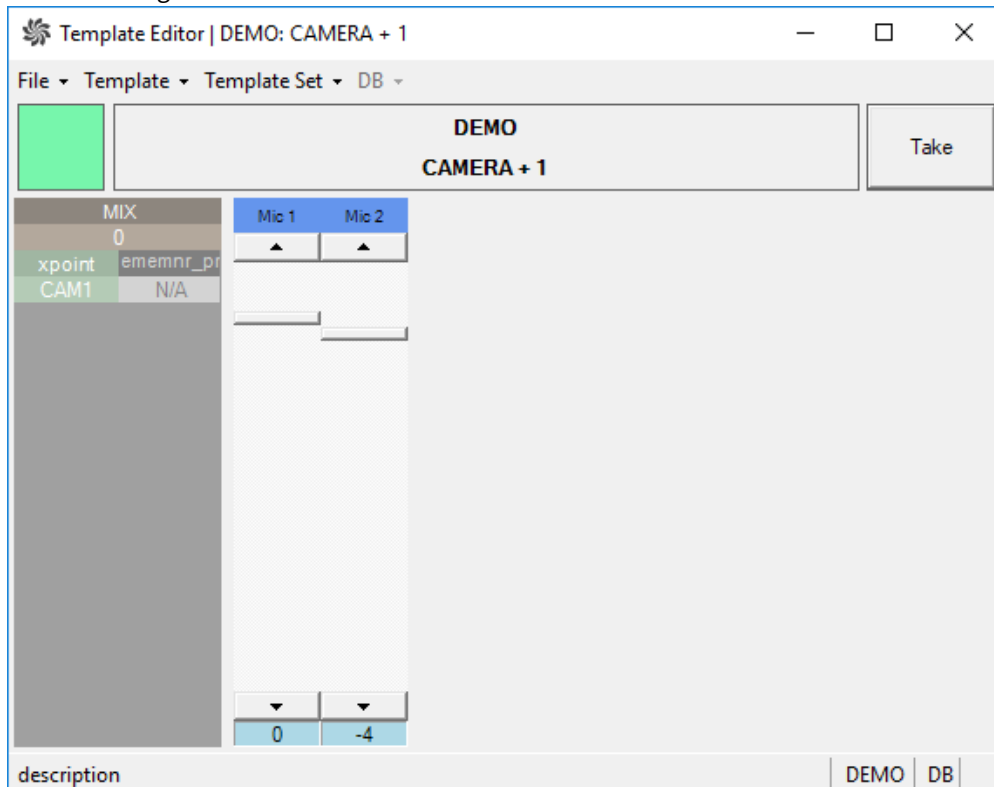 Template Editor | DEMO: CAMERA + 1
File Template Template Set DB
DEMO
CAMERA + 1
Take
MIX
0
xpoint ememnr_pr
CAM1 N/A
Mic 1 Mic 2
0 -4
description DEMO DB